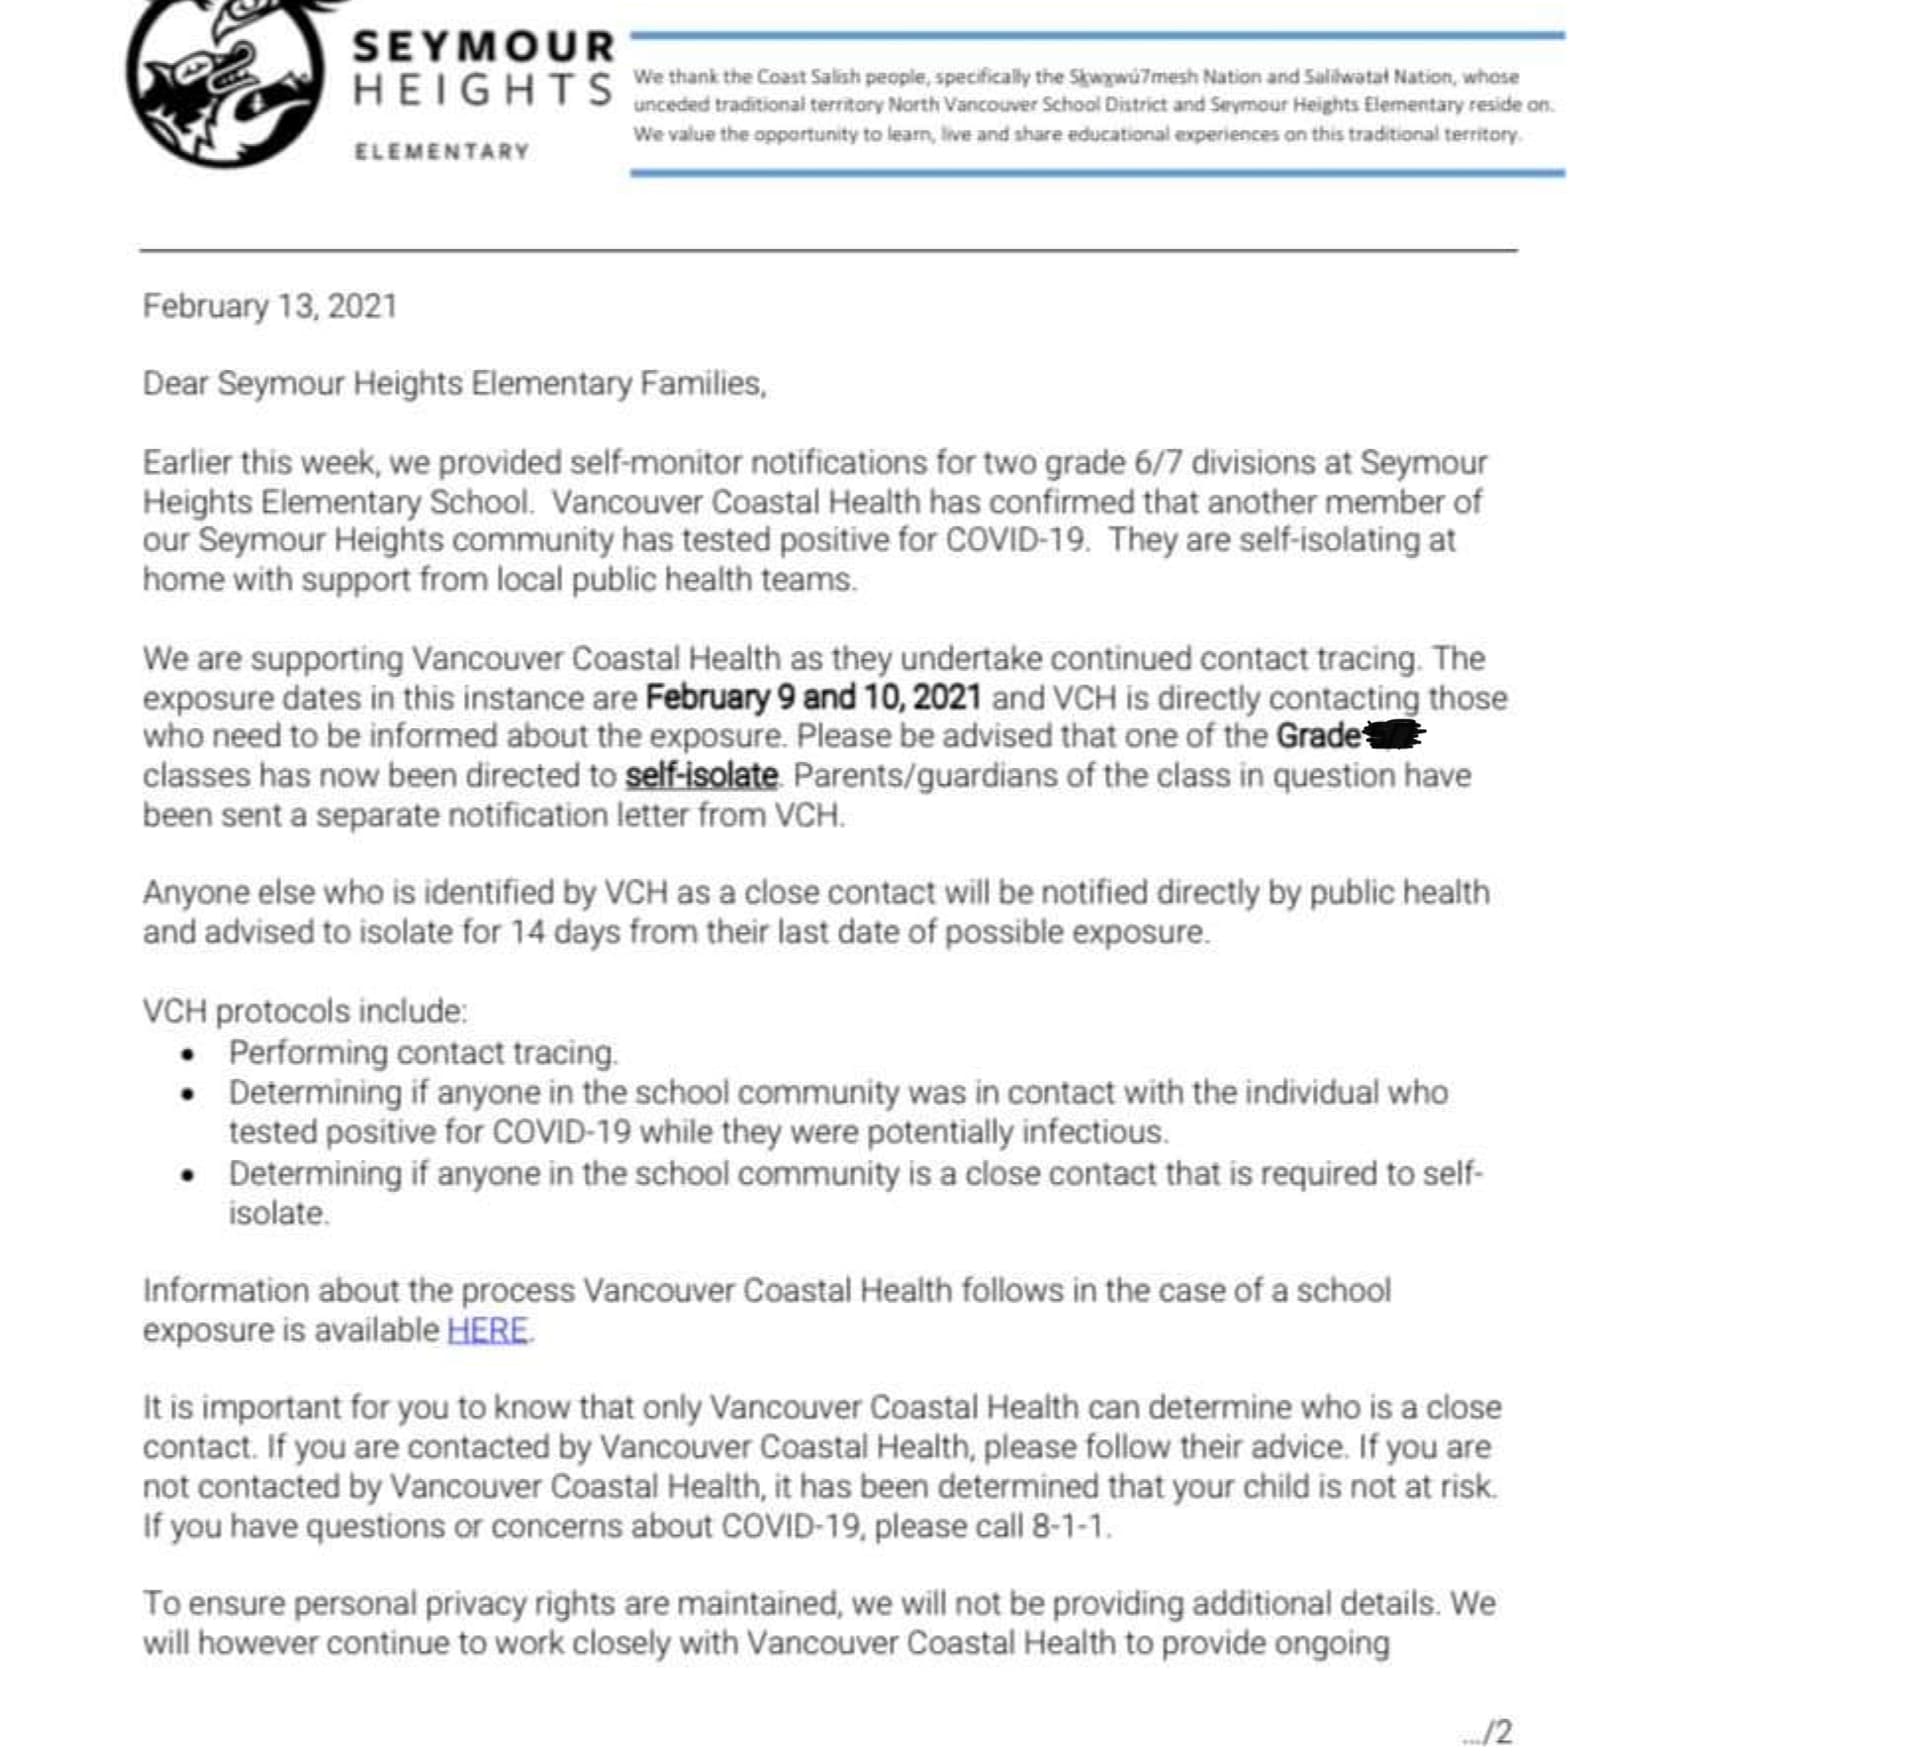 SEYMOUR
HEIGHTS
ELEMENTARY
We thank the Coast Salish people, specifically the Sḵwx̱wú7mesh Nation and Səl̓ilwətaɬ Nation, whose
unceded traditional territory North Vancouver School District and Seymour Heights Elementary reside on.
We value the opportunity to learn, live and share educational experiences on this traditional territory.
February 13, 2021
Dear Seymour Heights Elementary Families,
Earlier this week, we provided self-monitor notifications for two grade 6/7 divisions at Seymour
Heights Elementary School. Vancouver Coastal Health has confirmed that another member of
our Seymour Heights community has tested positive for COVID-19. They are self-isolating at
home with support from local public health teams.
We are supporting Vancouver Coastal Health as they undertake continued contact tracing. The
exposure dates in this instance are February 9 and 10, 2021 and VCH is directly contacting those
who need to be informed about the exposure. Please be advised that one of the Grade
classes has now been directed to self-isolate. Parents/guardians of the class in question have
been sent a separate notification letter from VCH.
Anyone else who is identified by VCH as a close contact will be notified directly by public health
and advised to isolate for 14 days from their last date of possible exposure.
VCH protocols include:
• Performing contact tracing.
• Determining if anyone in the school community was in contact with the individual who
tested positive for COVID-19 while they were potentially infectious.
• Determining if anyone in the school community is a close contact that is required to self-
isolate.
Information about the process Vancouver Coastal Health follows in the case of a school
exposure is available HERE.
It is important for you to know that only Vancouver Coastal Health can determine who is a close
contact. If you are contacted by Vancouver Coastal Health, please follow their advice. If you are
not contacted by Vancouver Coastal Health, it has been determined that your child is not at risk.
If you have questions or concerns about COVID-19, please call 8-1-1.
To ensure personal privacy rights are maintained, we will not be providing additional details. We
will however continue to work closely with Vancouver Coastal Health to provide ongoing
.../2